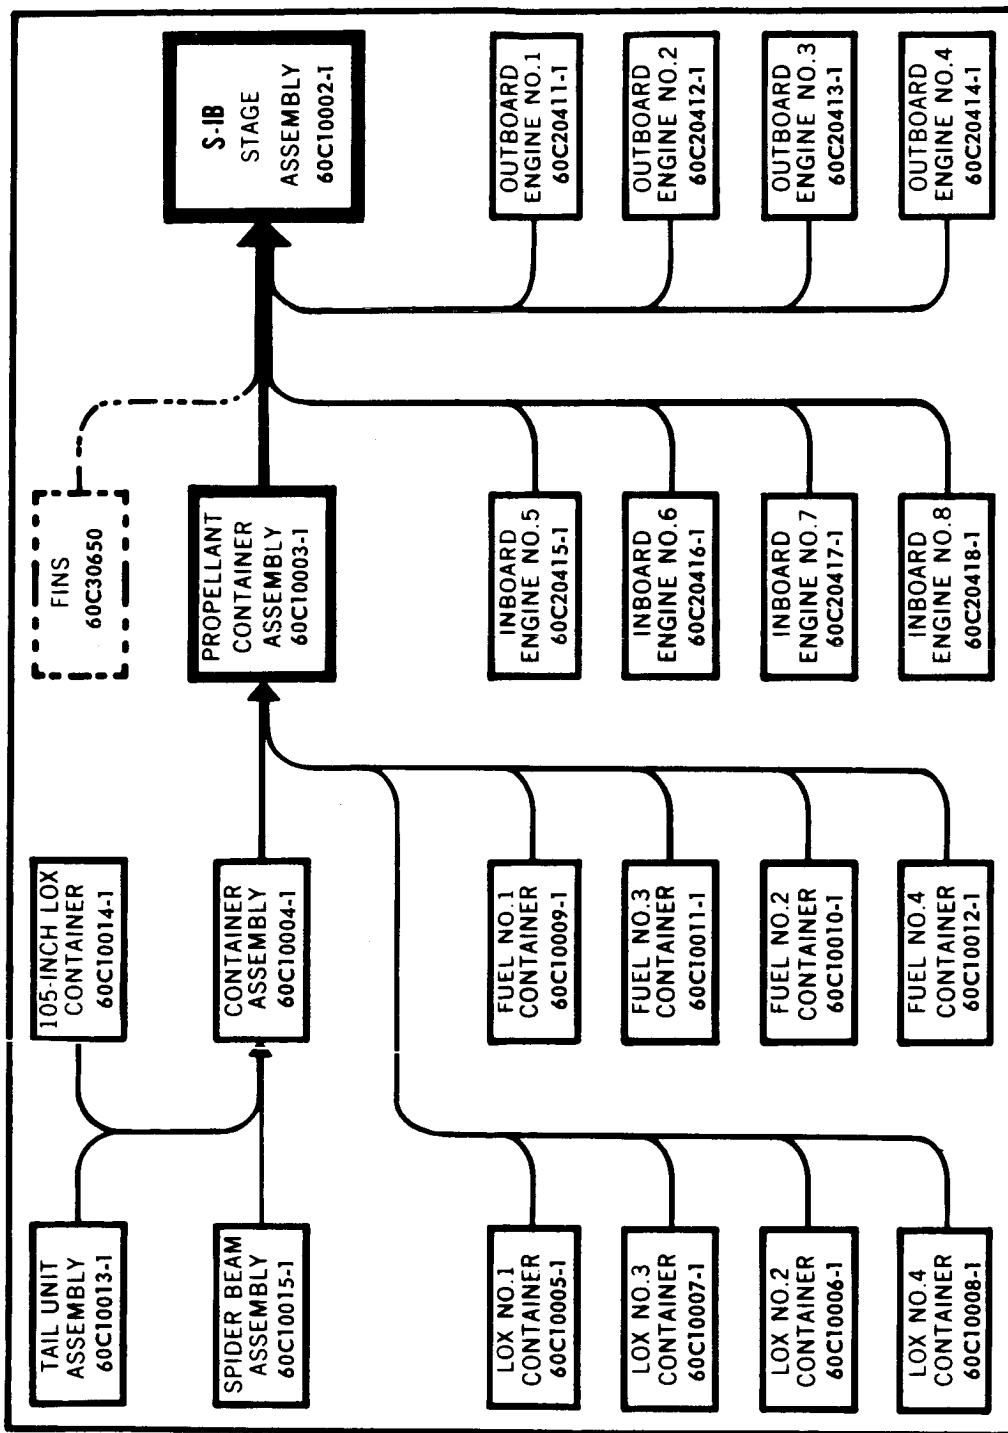 TAIL UNIT
ASSEMBLY
60C10013-1
105-INCH LOX
CONTAINER
60C10014-1
FINS
60C30650
S-IB
STAGE
ASSEMBLY
60C10002-1
SPIDER BEAM
ASSEMBLY
60C10015-1
CONTAINER
ASSEMBLY
60C10004-1
PROPELLANT
CONTAINER
ASSEMBLY
60C10003-1
LOX NO.1
CONTAINER
60C10005-1
FUEL NO.1
CONTAINER
60C10009-1
INBOARD
ENGINE NO.5
60C20415-1
OUTBOARD
ENGINE NO.1
60C20411-1
LOX NO.3
CONTAINER
60C10007-1
FUEL NO.3
CONTAINER
60C10011-1
INBOARD
ENGINE NO.6
60C20416-1
OUTBOARD
ENGINE NO.2
60C20412-1
LOX NO.2
CONTAINER
60C10006-1
FUEL NO.2
CONTAINER
60C10010-1
INBOARD
ENGINE NO.7
60C20417-1
OUTBOARD
ENGINE NO.3
60C20413-1
LOX NO.4
CONTAINER
60C10008-1
FUEL NO.4
CONTAINER
60C10012-1
INBOARD
ENGINE NO.8
60C20418-1
OUTBOARD
ENGINE NO.4
60C20414-1